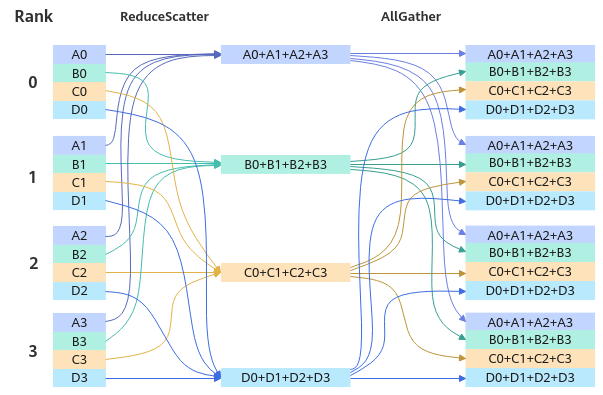 Rank ReduceScatter AllGather
0
A0 A0+A1+A2+A3 A0+A1+A2+A3
B0 B0+B1+B2+B3
C0 C0+C1+C2+C3
D0 D0+D1+D2+D3
1
A1 A0+A1+A2+A3
B1 B0+B1+B2+B3 B0+B1+B2+B3
C1 C0+C1+C2+C3
D1 D0+D1+D2+D3
2
A2 A0+A1+A2+A3
B2 B0+B1+B2+B3
C2 C0+C1+C2+C3 C0+C1+C2+C3
D2 D0+D1+D2+D3
3
A3 A0+A1+A2+A3
B3 B0+B1+B2+B3
C3 C0+C1+C2+C3
D3 D0+D1+D2+D3 D0+D1+D2+D3